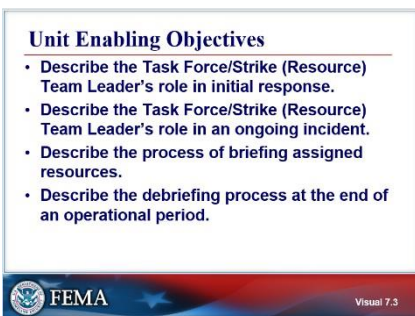 Unit Enabling Objectives
• Describe the Task Force/Strike (Resource)
Team Leader's role in initial response.
• Describe the Task Force/Strike (Resource)
Team Leader's role in an ongoing incident.
• Describe the process of briefing assigned
resources.
• Describe the debriefing process at the end of
an operational period.
FEMA
Visual 7.3